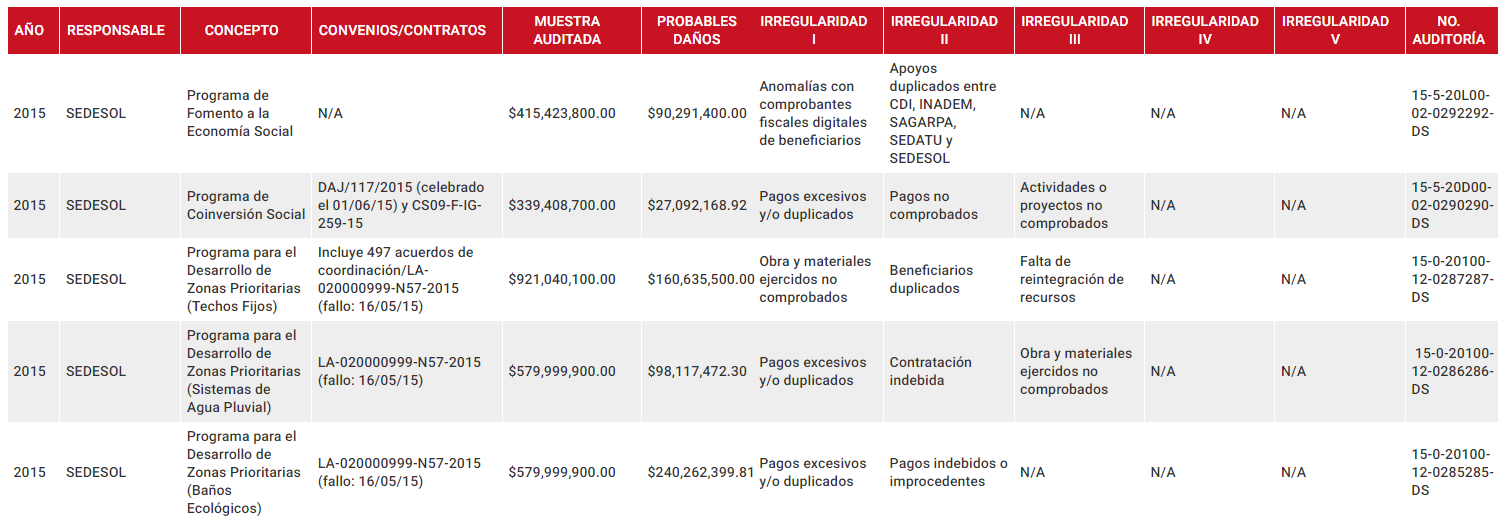 AÑO RESPONSABLE CONCEPTO CONVENIOS/CONTRATOS MUESTRA AUDITADA PROBABLES DAÑOS IRREGULARIDAD I IRREGULARIDAD II IRREGULARIDAD III IRREGULARIDAD IV IRREGULARIDAD V NO. AUDITORÍA
2015
SEDESOL
Programa de
Fomento a la
Economía Social
N/A
$415,423,800.00
$90,291,400.00
Anomalías con
comprobantes
fiscales digitales
de beneficiarios
Apoyos
duplicados entre
CDI, INADEM,
SAGARPA,
SEDATU y
SEDESOL
N/A
N/A
N/A
15-5-20L00-
02-0292292-
DS
2015
SEDESOL
Programa de
Coinversión Social
DAJ/117/2015 (celebrado
el 01/06/15) y CS09-F-IG-
259-15
$339,408,700.00
$27,092,168.92
Pagos excesivos
y/o duplicados
Pagos no
comprobados
Actividades o
proyectos no
comprobados
N/A
N/A
15-5-20D00-
02-0290290-
DS
2015
SEDESOL
Programa para el
Desarrollo de
Zonas Prioritarias
(Techos Fijos)
Incluye 497 acuerdos de
coordinación/LA-
020000999-N57-2015
(fallo: 16/05/15)
$921,040,100.00
$160,635,500.00
Obra y materiales
ejercidos no
comprobados
Beneficiarios
duplicados
Falta de
reintegración de
recursos
N/A
N/A
15-0-20100-
12-0287287-
DS
2015
SEDESOL
Programa para el
Desarrollo de
Zonas Prioritarias
(Sistemas de
Agua Pluvial)
LA-020000999-N57-2015
(fallo: 16/05/15)
$579,999,900.00
$98,117,472.30
Pagos excesivos
y/o duplicados
Contratación
indebida
Obra y materiales
ejercidos no
comprobados
N/A
N/A
15-0-20100-
12-0286286-
DS
2015
SEDESOL
Programa para el
Desarrollo de
Zonas Prioritarias
(Baños
Ecológicos)
LA-020000999-N57-2015
(fallo: 16/05/15)
$579,999,900.00
$240,262,399.81
Pagos excesivos
y/o duplicados
Pagos indebidos o
improcedentes
N/A
N/A
N/A
15-0-20100-
12-0285285-
DS